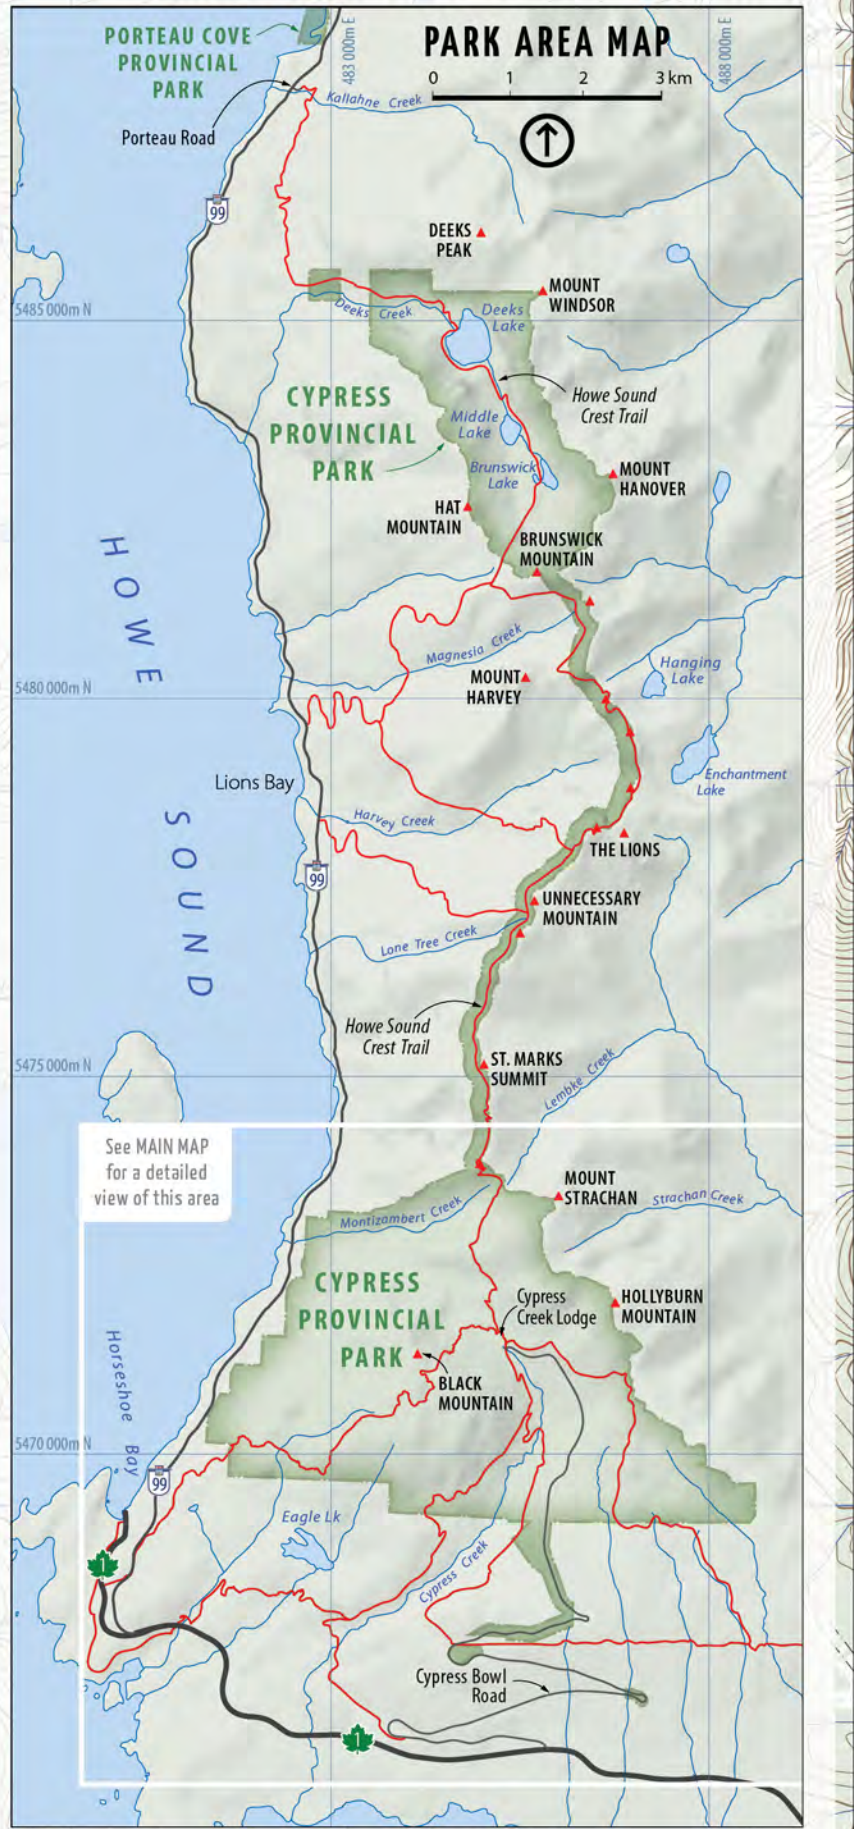 PORTEAU COVE
PROVINCIAL
PARK
483 000m E
PARK AREA MAP
488 000m E
0 1 2 3 km
Kallahne Creek
Porteau Road
99
DEEKS
PEAK
MOUNT
WINDSOR
5485 000m N
Deeks Creek
Deeks
Lake
Howe Sound
Crest Trail
CYPRESS
PROVINCIAL
PARK
Middle
Lake
Brunswick
Lake
MOUNT
HANOVER
HAT
MOUNTAIN
BRUNSWICK
MOUNTAIN
HOWE
SOUND
Magnesia Creek
Hanging
Lake
MOUNT
HARVEY
5480 000m N
Lions Bay
Enchantment
Lake
Harvey Creek
THE LIONS
99
UNNECESSARY
MOUNTAIN
Lone Tree Creek
Howe Sound
Crest Trail
ST. MARKS
SUMMIT
5475 000m N
Lembke Creek
See MAIN MAP
for a detailed
view of this area
MOUNT
STRACHAN
Strachan Creek
Montizambert Creek
CYPRESS
PROVINCIAL
PARK
Cypress
Creek Lodge
HOLLYBURN
MOUNTAIN
BLACK
MOUNTAIN
Horseshoe Bay
5470 000m N
99
Eagle Lk
Cypress Creek
1
Cypress Bowl
Road
1